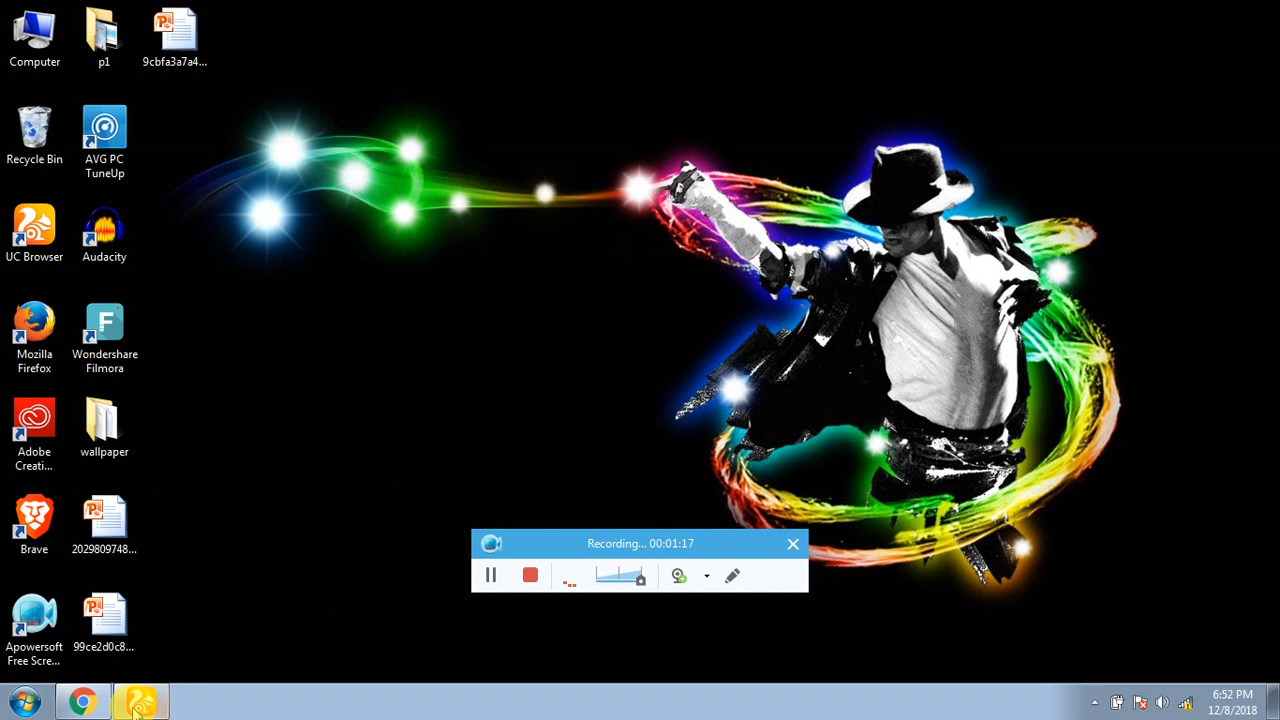 Computer
p1
9cbfa3a7a4...
Recycle Bin
AVG PC
TuneUp
UC Browser
Audacity
Mozilla
Firefox
Wondershare
Filmora
Adobe
Creati...
wallpaper
Brave
2029809748...
Apowersoft
Free Scre...
99ce2d0c8...
Recording... 00:01:17
6:52 PM
12/8/2018